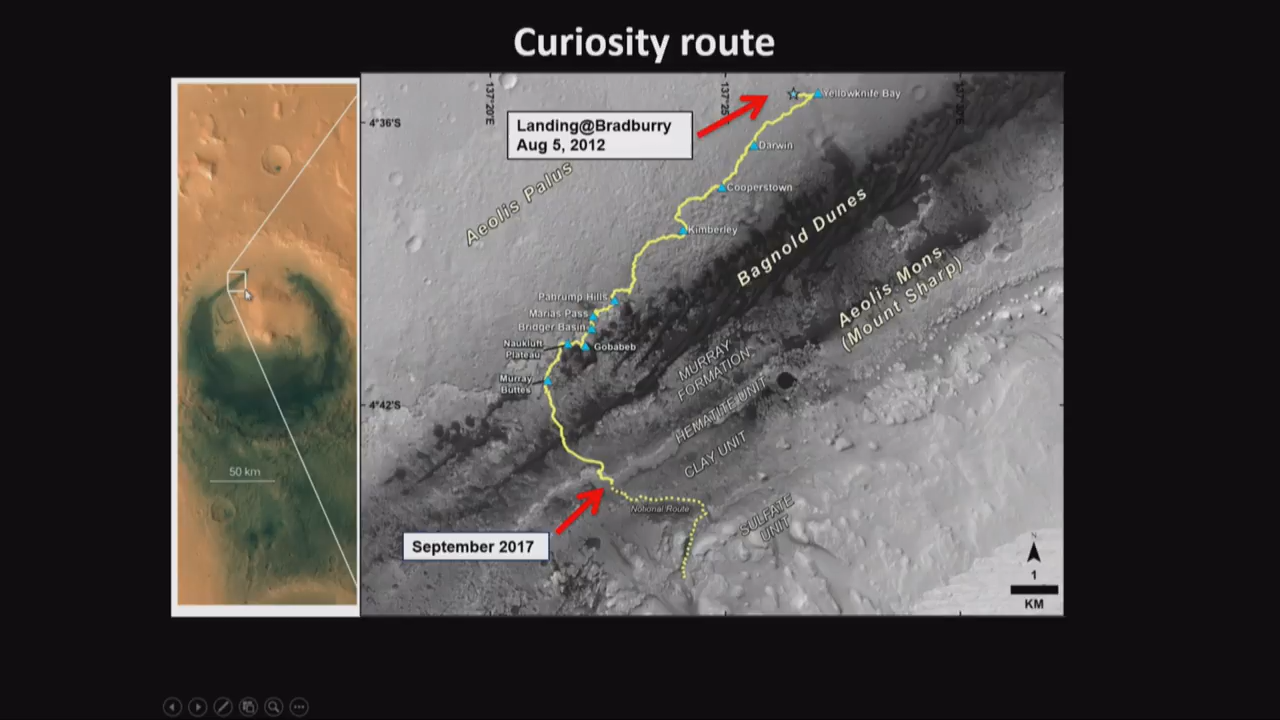 Curiosity route
137°20'E
137°25'
Yellowknife Bay
4°36'S
Landing@Bradburry
Aug 5, 2012
Darwin
Aeolis Palus
Cooperstown
Bagnold Dunes
Kimberley
Aeolis Mons
(Mount Sharp)
Pahrump Hills
Marias Pass
Bridger Basin
Naukluft
Plateau
Gobabeb
MURRAY
FORMATION
Murray
Buttes
HEMATITE UNIT
4°42'S
CLAY UNIT
50 km
Notional Route
SULFATE
UNIT
September 2017
N
1
KM